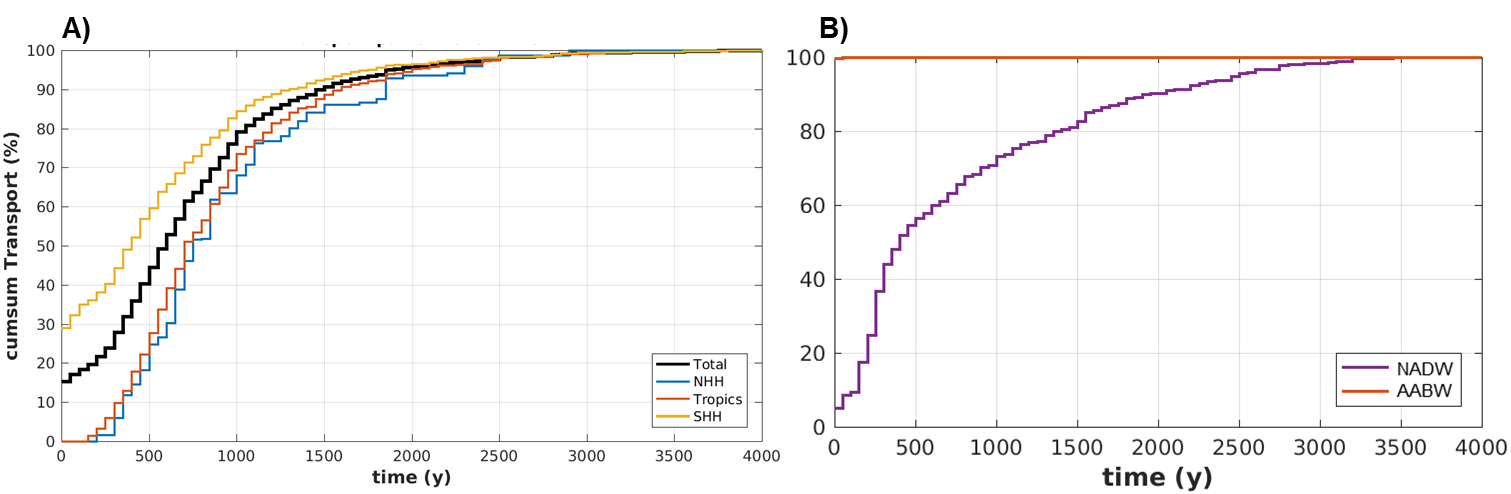 A)
B)
cumsum Transport (%)
100
90
80
70
60
50
40
30
20
10
0
0 500 1000 1500 2000 2500 3000 3500 4000
time (y)
Total
NHH
Tropics
SHH
100
80
60
40
20
0
0 500 1000 1500 2000 2500 3000 3500 4000
time (y)
NADW
AABW